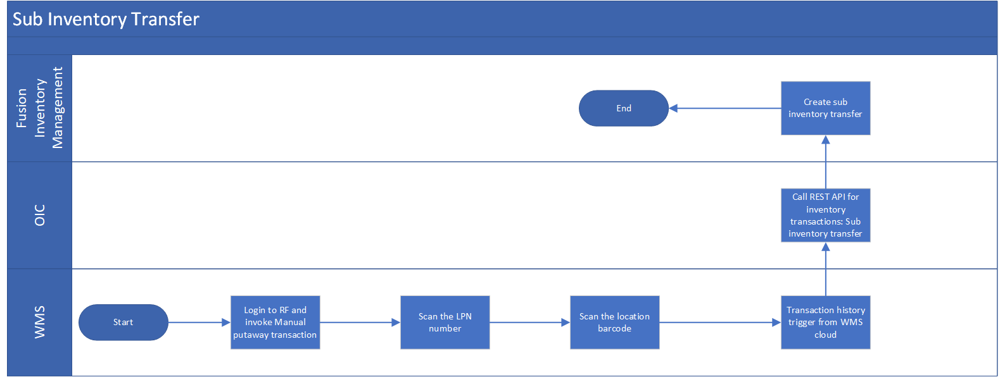 Sub Inventory Transfer
Fusion
Inventory
Management
End
Create sub
inventory transfer
OIC
Call REST API for
inventory
transactions: Sub
inventory transfer
WMS
Start
Login to RF and
invoke Manual
putaway transaction
Scan the LPN
number
Scan the location
barcode
Transaction history
trigger from WMS
cloud